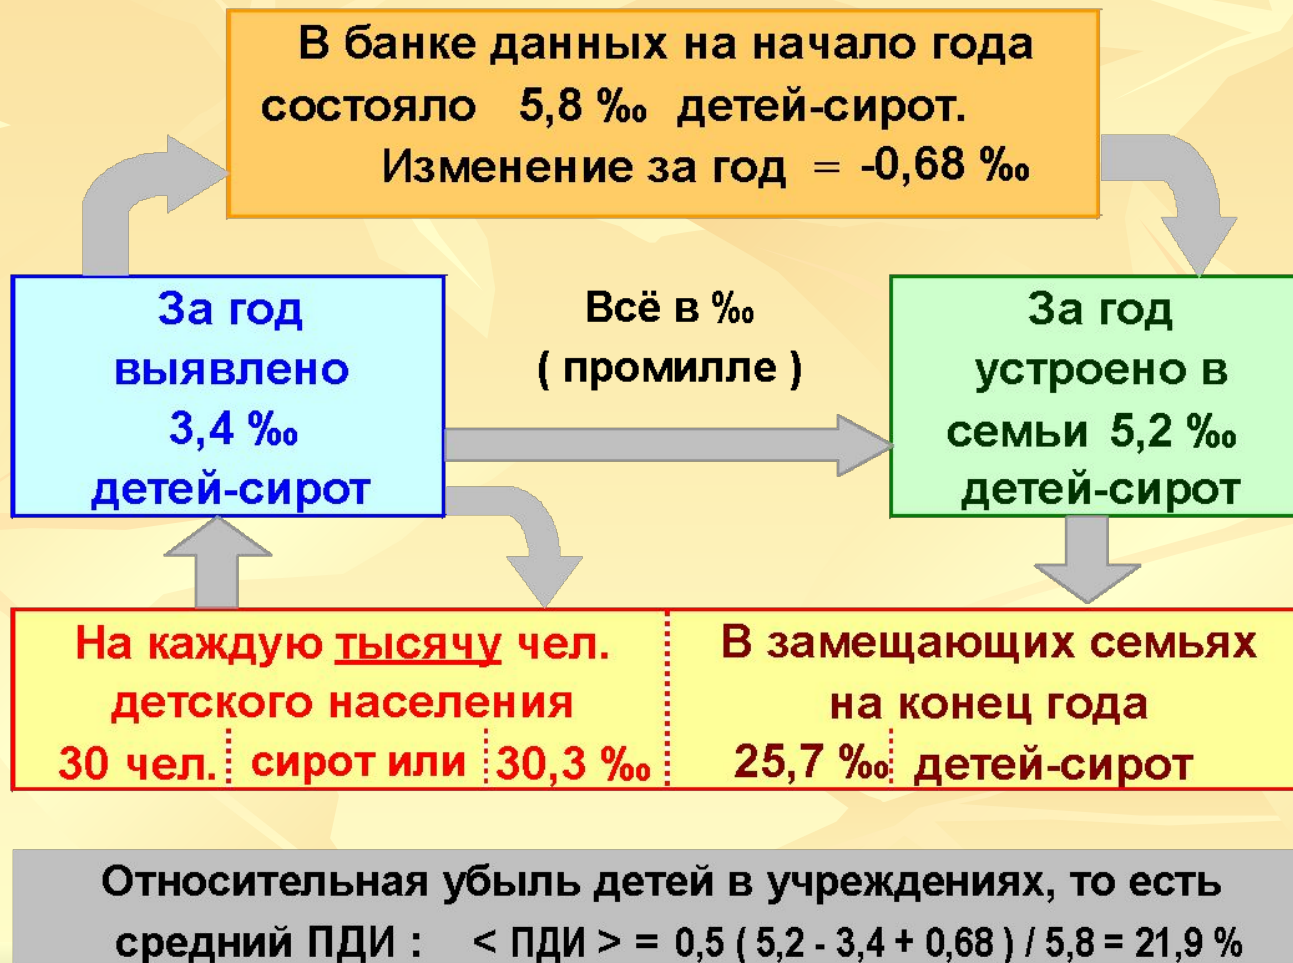 В банке данных на начало года
состояло 5,8 ‰ детей-сирот.
Изменение за год = -0,68 ‰
За год
выявлено
3,4 ‰
детей-сирот
Всё в ‰
( промилле )
За год
устроено в
семьи 5,2 ‰
детей-сирот
На каждую тысячу чел.
детского населения
30 чел. сирот или 30,3 ‰
В замещающих семьях
на конец года
25,7 ‰ детей-сирот
Относительная убыль детей в учреждениях, то есть
средний ПДИ : < ПДИ > = 0,5 ( 5,2 - 3,4 + 0,68 ) / 5,8 = 21,9 %